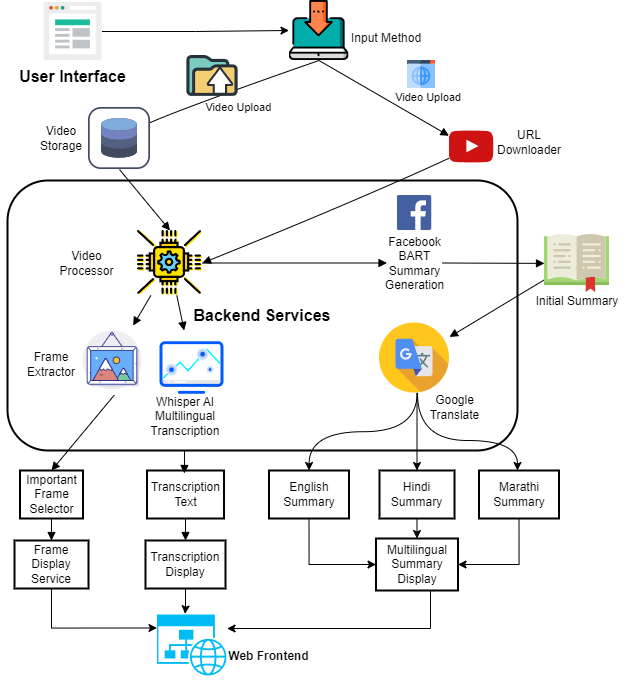 User Interface
Input Method
Video Upload
Video Upload
Video
Storage
URL
Downloader
Facebook
BART
Summary
Generation
Video
Processor
Initial Summary
Backend Services
Frame
Extractor
Whisper AI
Multilingual
Transcription
G 文
Google
Translate
Important
Frame
Selector
Transcription
Text
English
Summary
Hindi
Summary
Marathi
Summary
Frame
Display
Service
Transcription
Display
Multilingual
Summary
Display
Web Frontend